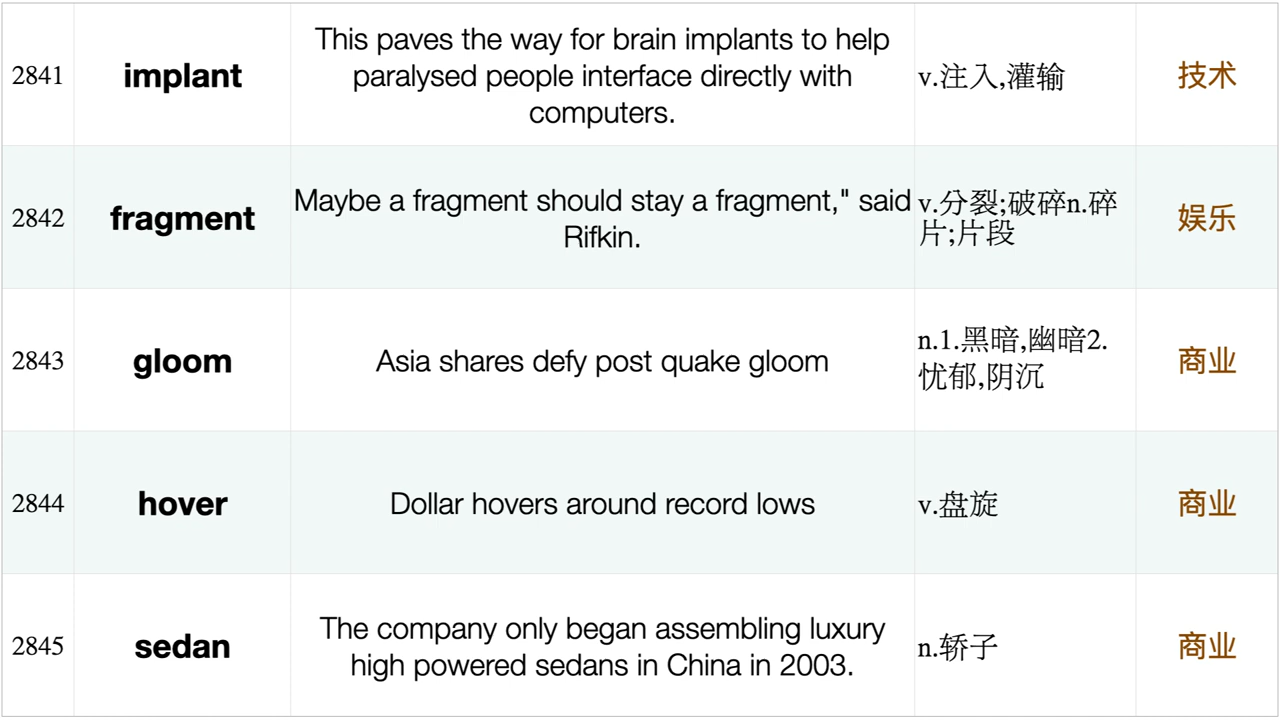 2841 implant This paves the way for brain implants to help paralysed people interface directly with computers. v.注入,灌输 技术
2842 fragment Maybe a fragment should stay a fragment," said Rifkin. v.分裂;破碎n.碎片;片段 娱乐
2843 gloom Asia shares defy post quake gloom n.1.黑暗,幽暗2.忧郁,阴沉 商业
2844 hover Dollar hovers around record lows v.盘旋 商业
2845 sedan The company only began assembling luxury high powered sedans in China in 2003. n.轿子 商业